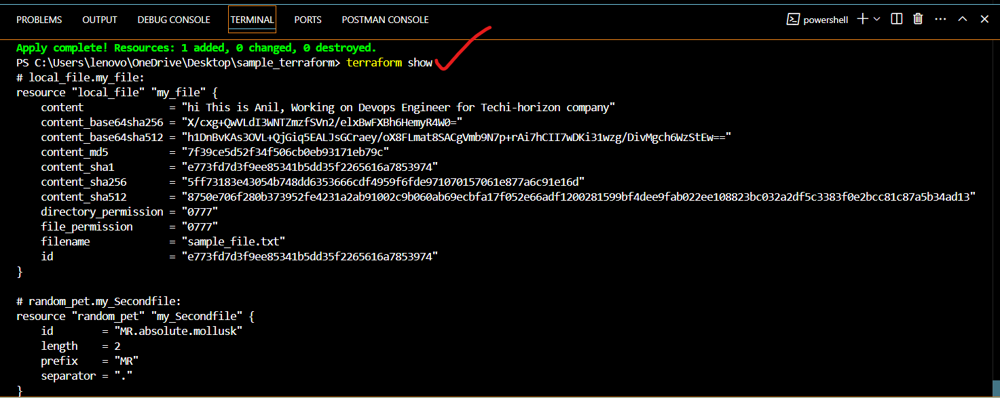 PROBLEMS OUTPUT DEBUG CONSOLE TERMINAL PORTS POSTMAN CONSOLE powershell
Apply complete! Resources: 1 added, 0 changed, 0 destroyed.
PS C:\Users\lenovo\OneDrive\Desktop\sample_terraform> terraform show
# local_file.my_file:
resource "local_file" "my_file" {
    content              = "hi This is Anil, Working on Devops Engineer for Techi-horizon company"
    content_base64sha256 = "X/cxg+QwVLdI3WNTZmzfSVn2/elxBwFXBh6HemyR4W0="
    content_base64sha512 = "h1DnBvKAs3OVL+QjGiq5EALJsGCraey/oX8FLmat8SACgVmb9N7p+rAi7hCII7wDKi31wzg/DivMgch6WzStEw=="
    content_md5          = "7f39ce5d52f34f506cb0eb93171eb79c"
    content_sha1         = "e773fd7d3f9ee85341b5dd35f2265616a7853974"
    content_sha256       = "5ff73183e43054b748dd6353666cdf4959f6fde971070157061e877a6c91e16d"
    content_sha512       = "8750e706f280b373952fe4231a2ab91002c9b060ab69ecbfa17f052e66adf1200281599bf4dee9fab022ee108823bc032a2df5c3383f0e2bcc81c87a5b34ad13"
    directory_permission = "0777"
    file_permission      = "0777"
    filename             = "sample_file.txt"
    id                   = "e773fd7d3f9ee85341b5dd35f2265616a7853974"
}
# random_pet.my_Secondfile:
resource "random_pet" "my_Secondfile" {
    id        = "MR.absolute.mollusk"
    length    = 2
    prefix    = "MR"
    separator = "."
}